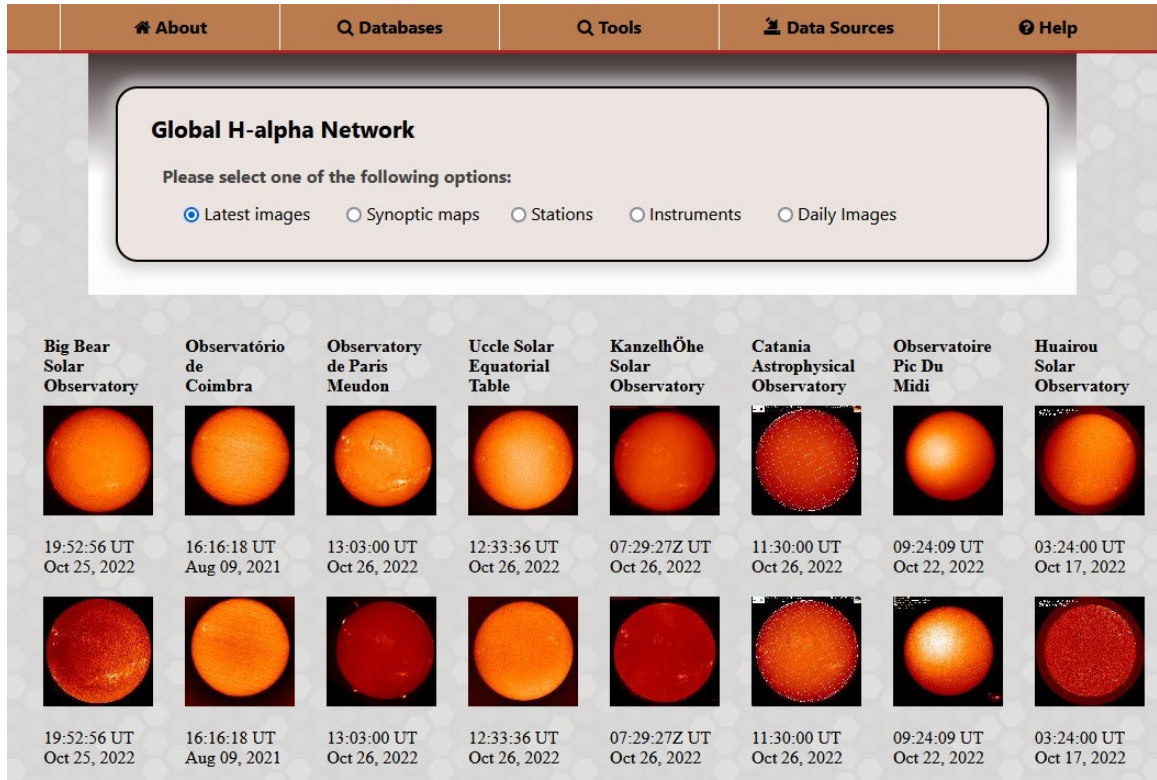 About Databases Tools Data Sources Help
Global H-alpha Network
Please select one of the following options:
Latest images Synoptic maps Stations Instruments Daily Images
Big Bear
Solar
Observatory
Observatório
de
Coimbra
Observatory
de Paris
Meudon
Uccle Solar
Equatorial
Table
KanzelhÖhe
Solar
Observatory
Catania
Astrophysical
Observatory
Observatoire
Pic Du
Midi
Huairou
Solar
Observatory
19:52:56 UT
Oct 25, 2022
16:16:18 UT
Aug 09, 2021
13:03:00 UT
Oct 26, 2022
12:33:36 UT
Oct 26, 2022
07:29:27Z UT
Oct 26, 2022
11:30:00 UT
Oct 26, 2022
09:24:09 UT
Oct 22, 2022
03:24:00 UT
Oct 17, 2022
19:52:56 UT
Oct 25, 2022
16:16:18 UT
Aug 09, 2021
13:03:00 UT
Oct 26, 2022
12:33:36 UT
Oct 26, 2022
07:29:27Z UT
Oct 26, 2022
11:30:00 UT
Oct 26, 2022
09:24:09 UT
Oct 22, 2022
03:24:00 UT
Oct 17, 2022